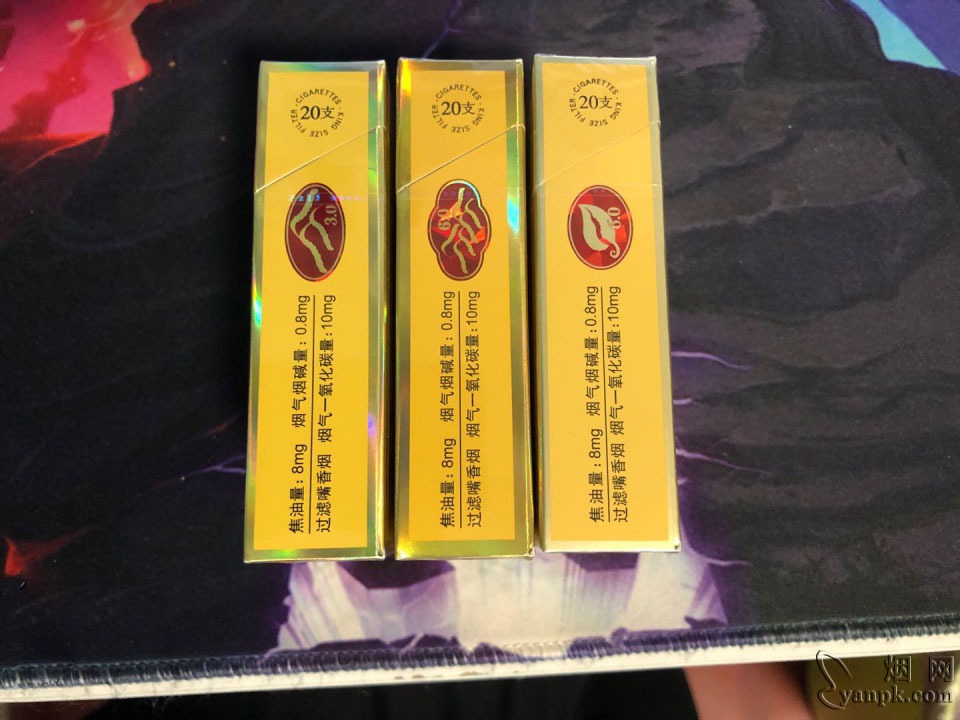 FILTER · CIGARETTES · KING SIZE
20支
3.0
焦油量：8mg 烟气烟碱量：0.8mg
过滤嘴香烟 烟气一氧化碳量：10mg
FILTER · CIGARETTES · KING SIZE
20支
6.0
焦油量：8mg 烟气烟碱量：0.8mg
过滤嘴香烟 烟气一氧化碳量：10mg
FILTER · CIGARETTES · KING SIZE
20支
6.0
焦油量：8mg 烟气烟碱量：0.8mg
过滤嘴香烟 烟气一氧化碳量：10mg
烟网
yanpk.com